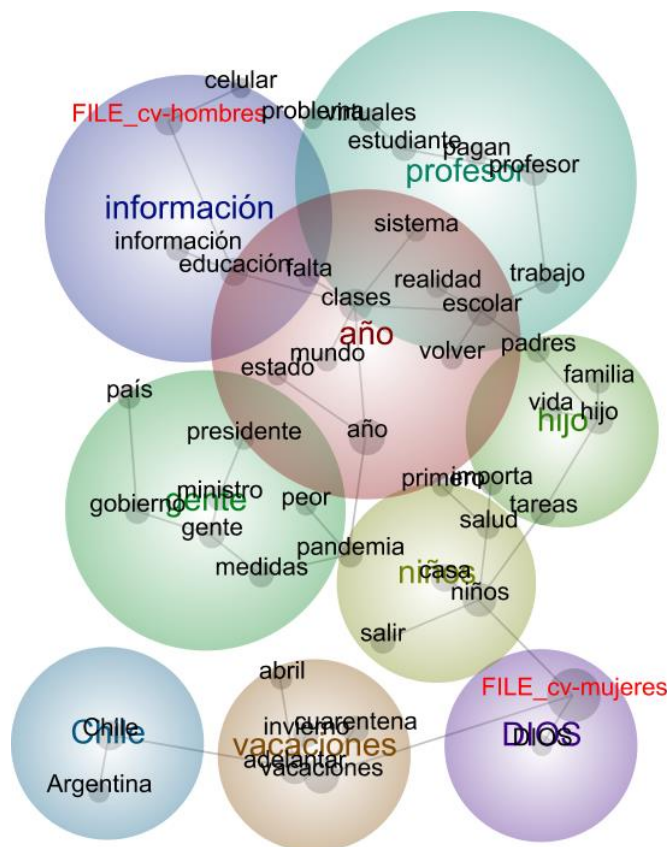 celular
FILE_cv-hombres
problema
virtuales
estudiante
pagan
profesor
profesor
información
sistema
información
educación
falta
realidad
trabajo
clases
escolar
año
mundo
volver
padres
estado
familia
país
vida
hijo
hijo
presidente
año
primero
importa
ministro
gobierno
gente
peor
tareas
gente
salud
pandemia
medidas
casa
niños
niños
salir
abril
FILE_cv-mujeres
Chile
Chile
invierno
cuarentena
vacaciones
DIOS
DIOS
adelantar
vacaciones
Argentina